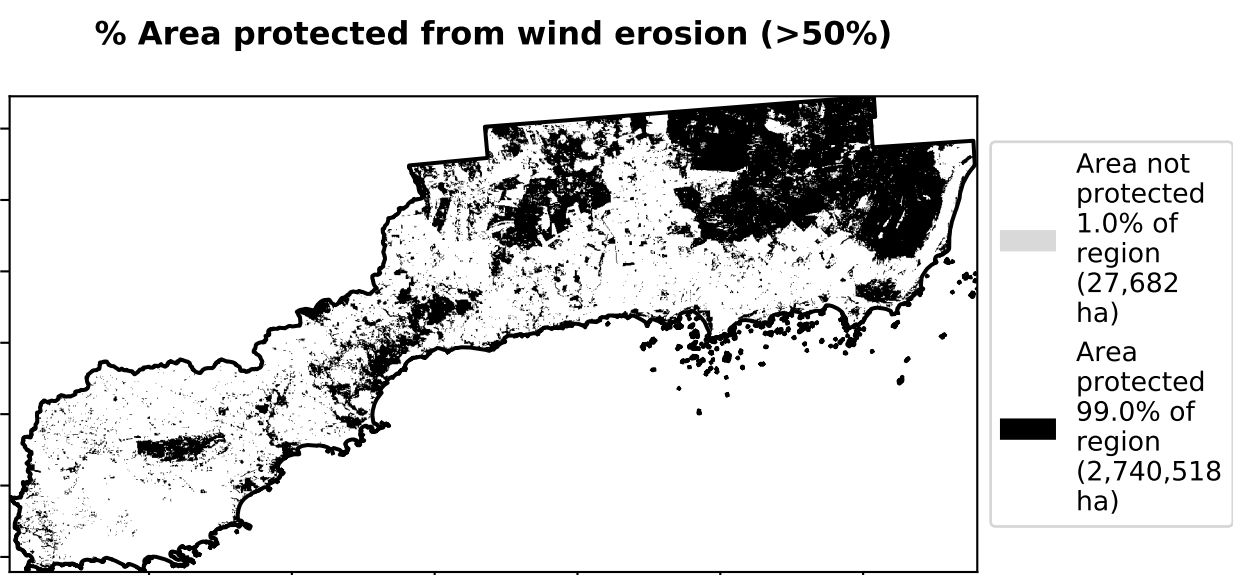 % Area protected from wind erosion (>50%)
Area not
protected
1.0% of
region
(27,682
ha)
Area
protected
99.0% of
region
(2,740,518
ha)